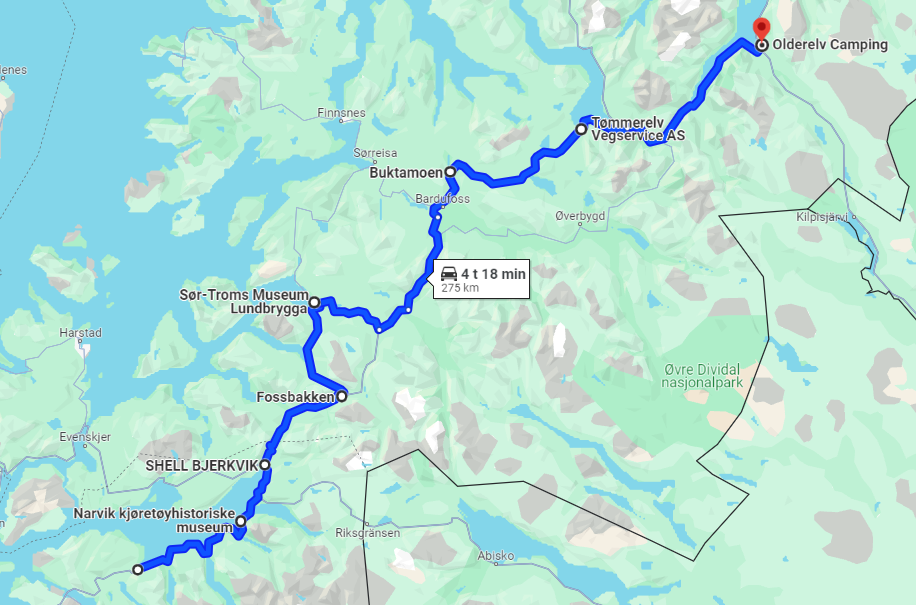 Olderelv Camping
lenes
Finnsnes
Tømmerelv
Vegservice AS
Sørreisa
Buktamoen
Bardufoss
Øverbygd
Kilpisjärvi
4 t 18 min
275 km
Sør-Troms Museum
Lundbrygga
Harstad
Øvre Dividal
nasjonalpark
Fossbakken
Evenskjer
SHELL BJERKVIK
Narvik kjøretøyhistoriske
museum
Riksgränsen
Abisko